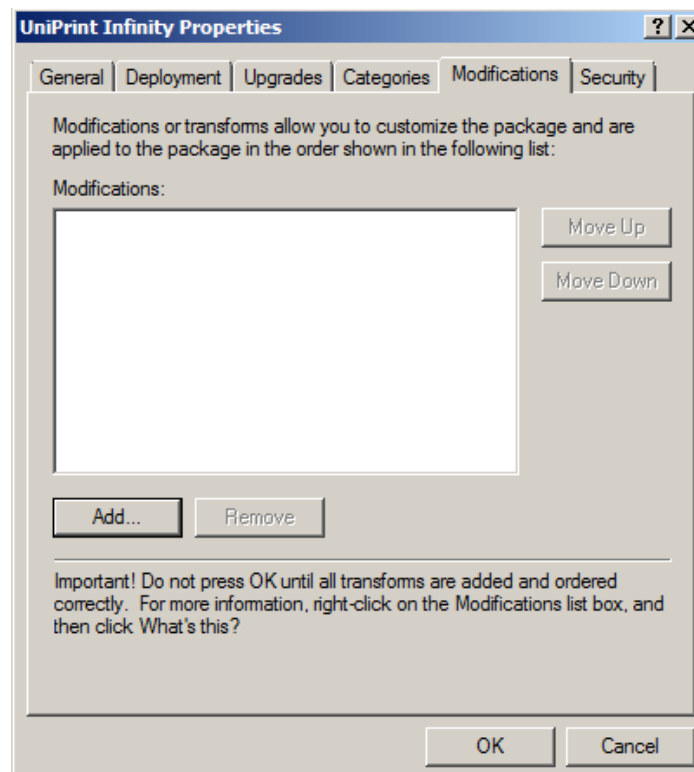 UniPrint Infinity Properties
? X
General Deployment Upgrades Categories Modifications Security
Modifications or transforms allow you to customize the package and are
applied to the package in the order shown in the following list:
Modifications:
Move Up
Move Down
Add... Remove
Important! Do not press OK until all transforms are added and ordered
correctly. For more information, right-click on the Modifications list box, and
then click What's this?
OK Cancel